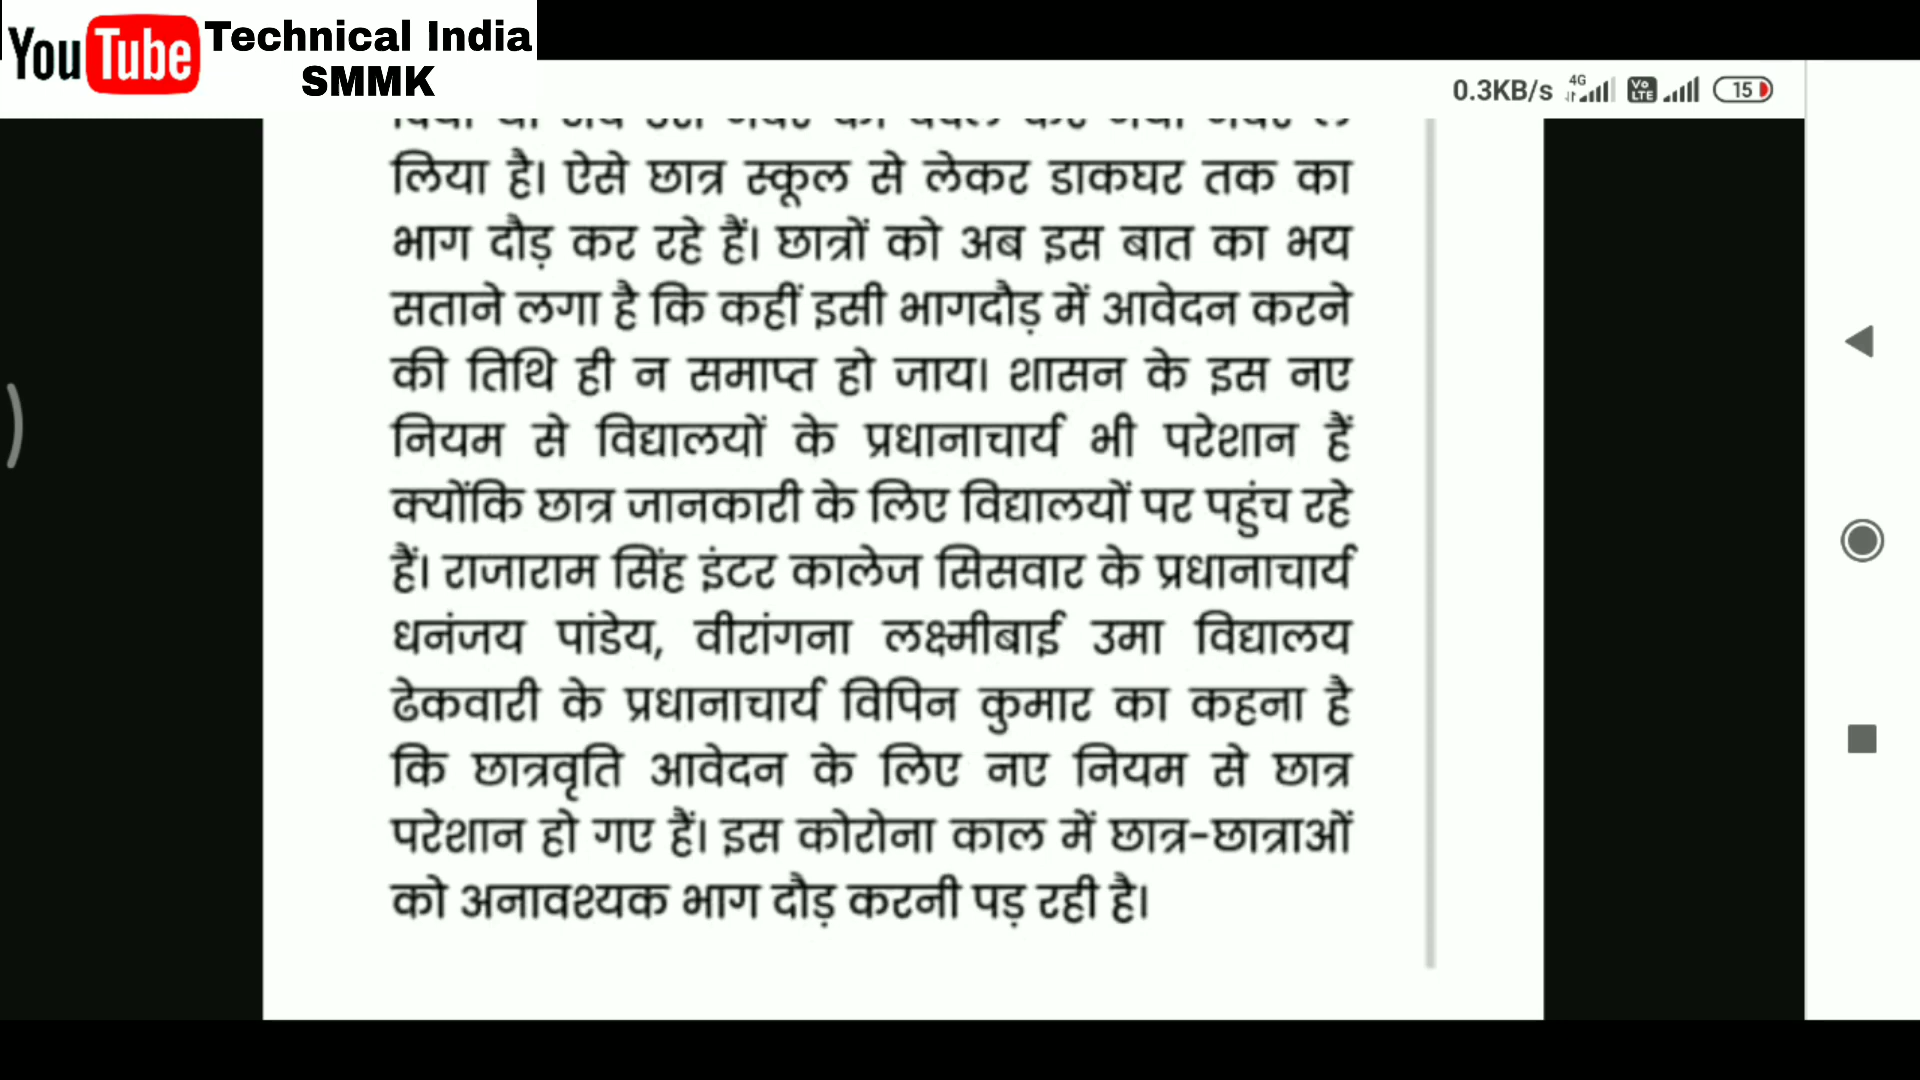 YouTube Technical India
SMMK
0.3KB/s 4G Vo LTE 15
लिया है। ऐसे छात्र स्कूल से लेकर डाकघर तक का
भाग दौड़ कर रहे हैं। छात्रों को अब इस बात का भय
सताने लगा है कि कहीं इसी भागदौड़ में आवेदन करने
की तिथि ही न समाप्त हो जाय। शासन के इस नए
नियम से विद्यालयों के प्रधानाचार्य भी परेशान हैं
क्योंकि छात्र जानकारी के लिए विद्यालयों पर पहुंच रहे
हैं। राजाराम सिंह इंटर कालेज सिसवार के प्रधानाचार्य
धनंजय पांडेय, वीरांगना लक्ष्मीबाई उमा विद्यालय
ढेकवारी के प्रधानाचार्य विपिन कुमार का कहना है
कि छात्रवृति आवेदन के लिए नए नियम से छात्र
परेशान हो गए हैं। इस कोरोना काल में छात्र-छात्राओं
को अनावश्यक भाग दौड़ करनी पड़ रही है।